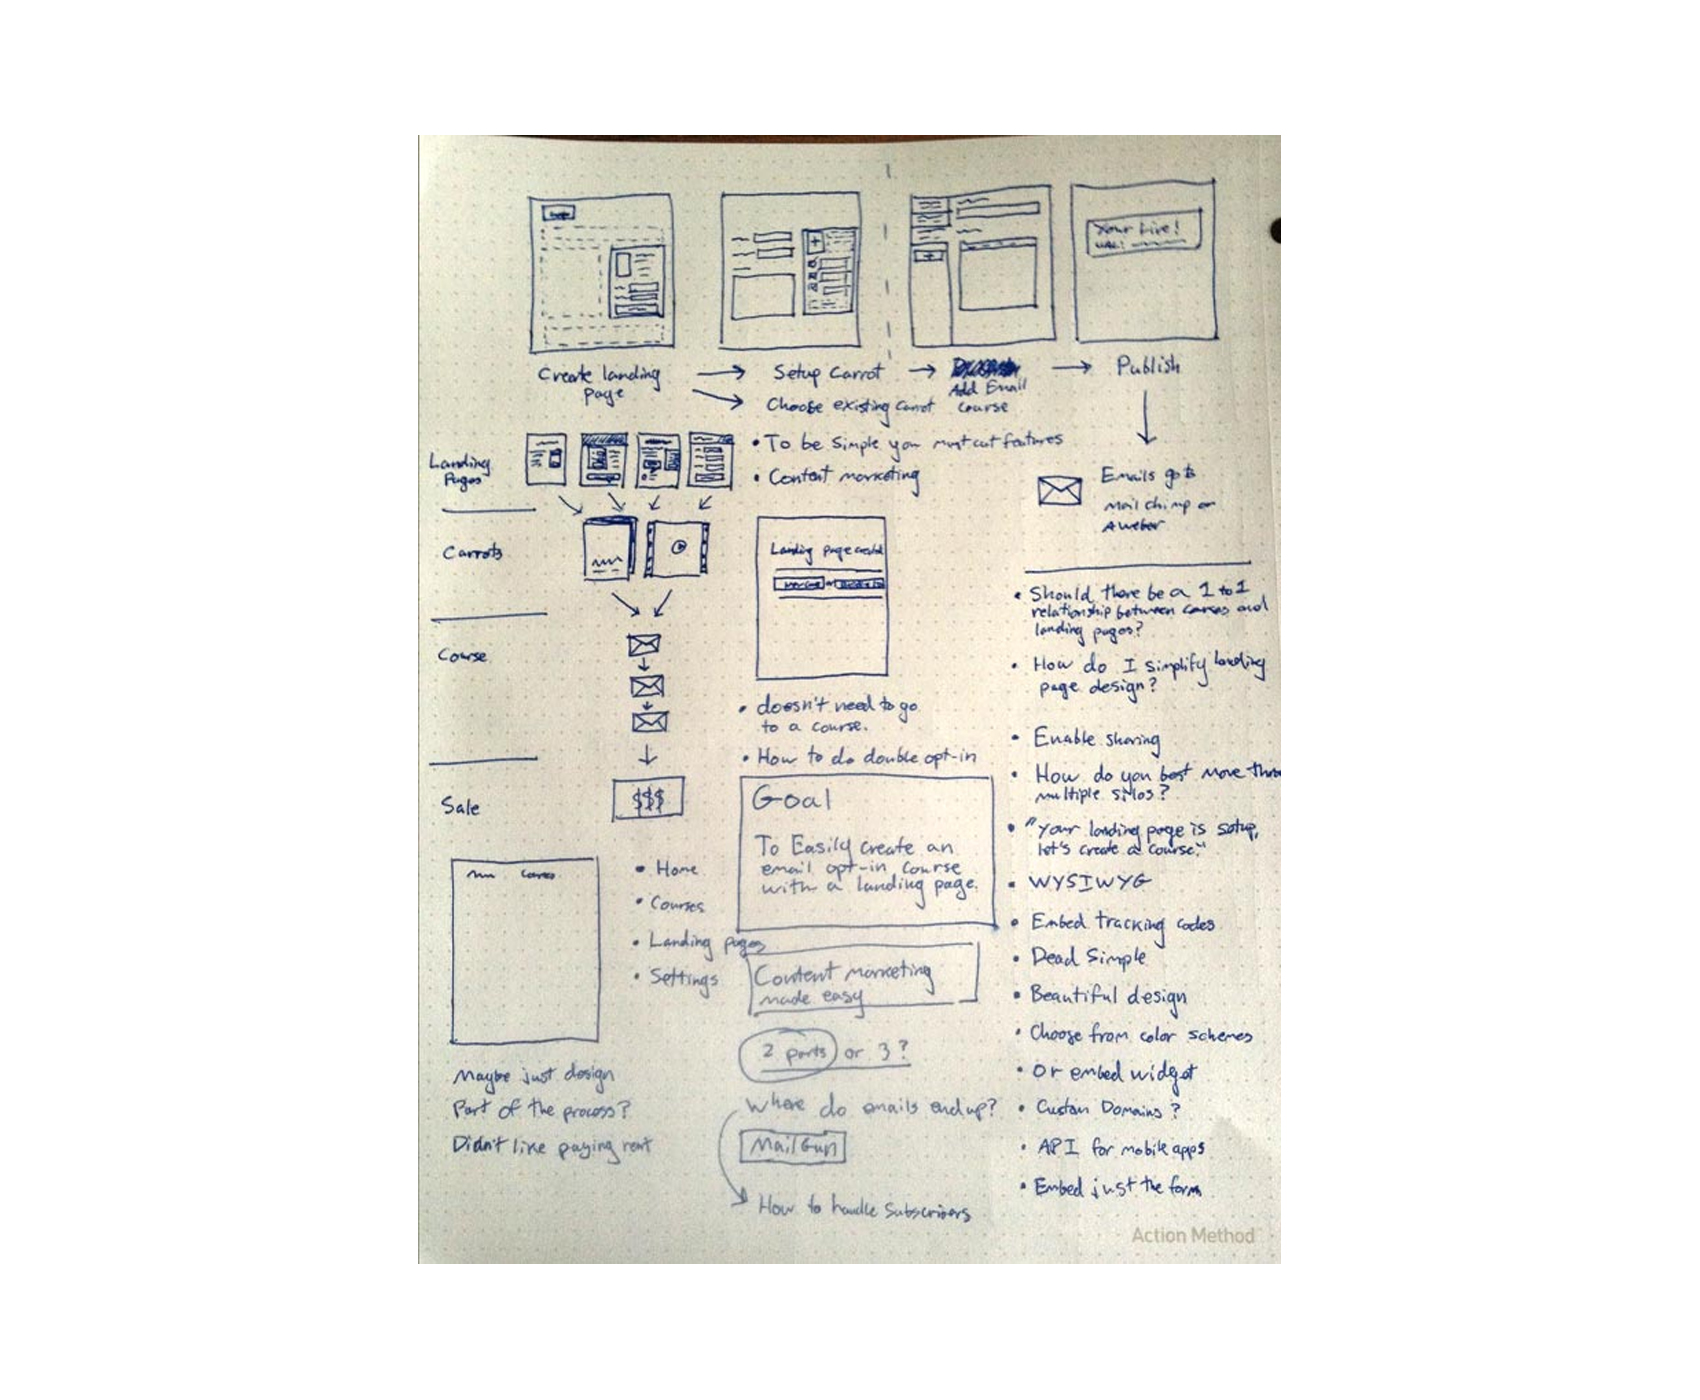 Your Live!
URL:
Create landing
page
Setup Carrot
Choose existing Carrot
Add Email
Course
Publish
Landing
Pages
• To be simple you must cut features
• Content marketing
Emails go to
mail chimp or
Aweber
Carrots
Landing page created
or
Course
• doesn't need to go
to a course.
• How to do double opt-in
Sale
$$$
Goal
To Easily create an
email opt-in course
with a landing page.
• Home
• Courses
• Landing pages
• Settings
Content marketing
made easy
2 parts or 3?
Where do emails end up?
MailGun
How to handle Subscribers
Maybe just design
Part of the process?
Didn't like paying rent
• Should there be a 1 to 1
relationship between courses and
landing pages?
• How do I simplify landing
page design?
• Enable sharing
• How do you best move thru
multiple silos?
• "Your landing page is setup,
let's create a course."
• WYSIWYG
• Embed tracking codes
• Dead Simple
• Beautiful design
• Choose from color schemes
• or embed widget
• Custom Domains?
• API for mobile apps
• Embed just the form
Action Method